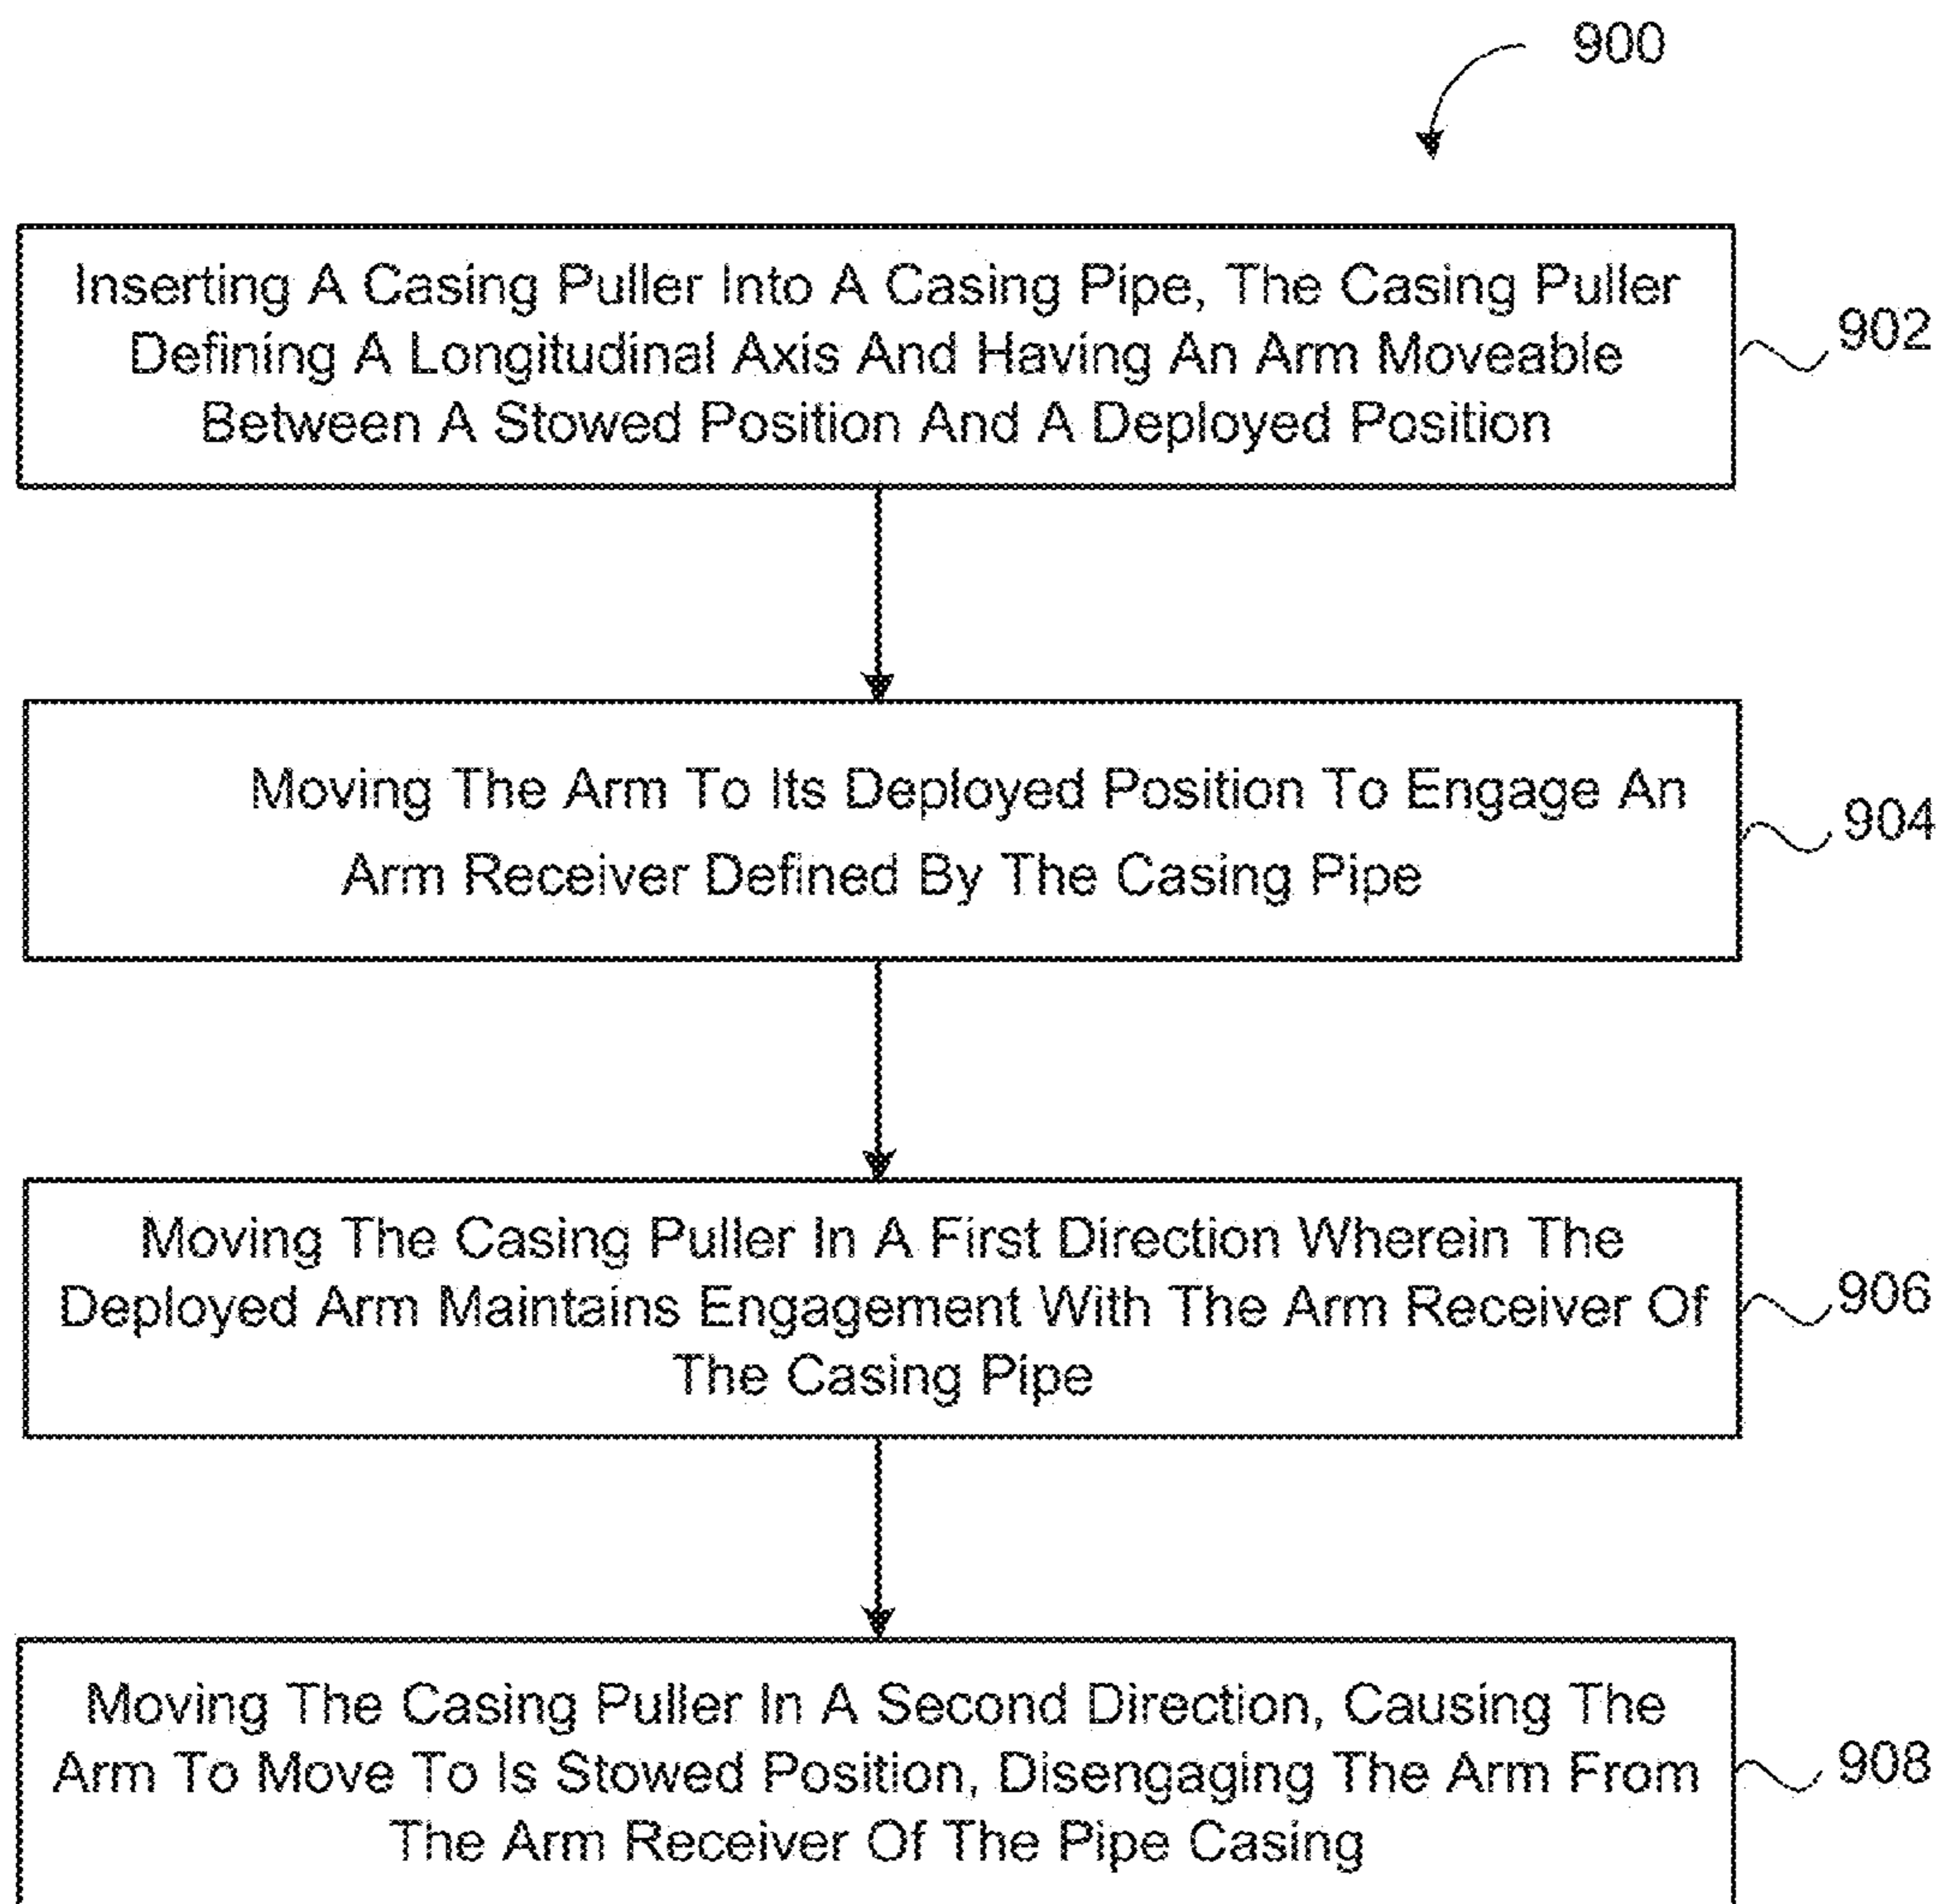 900
Inserting A Casing Puller Into A Casing Pipe, The Casing Puller
Defining A Longitudinal Axis And Having An Arm Moveable
Between A Stowed Position And A Deployed Position
902
Moving The Arm To Its Deployed Position To Engage An
Arm Receiver Defined By The Casing Pipe
904
Moving The Casing Puller In A First Direction Wherein The
Deployed Arm Maintains Engagement With The Arm Receiver Of
The Casing Pipe
906
Moving The Casing Puller In A Second Direction, Causing The
Arm To Move To Is Stowed Position, Disengaging The Arm From
The Arm Receiver Of The Pipe Casing
908